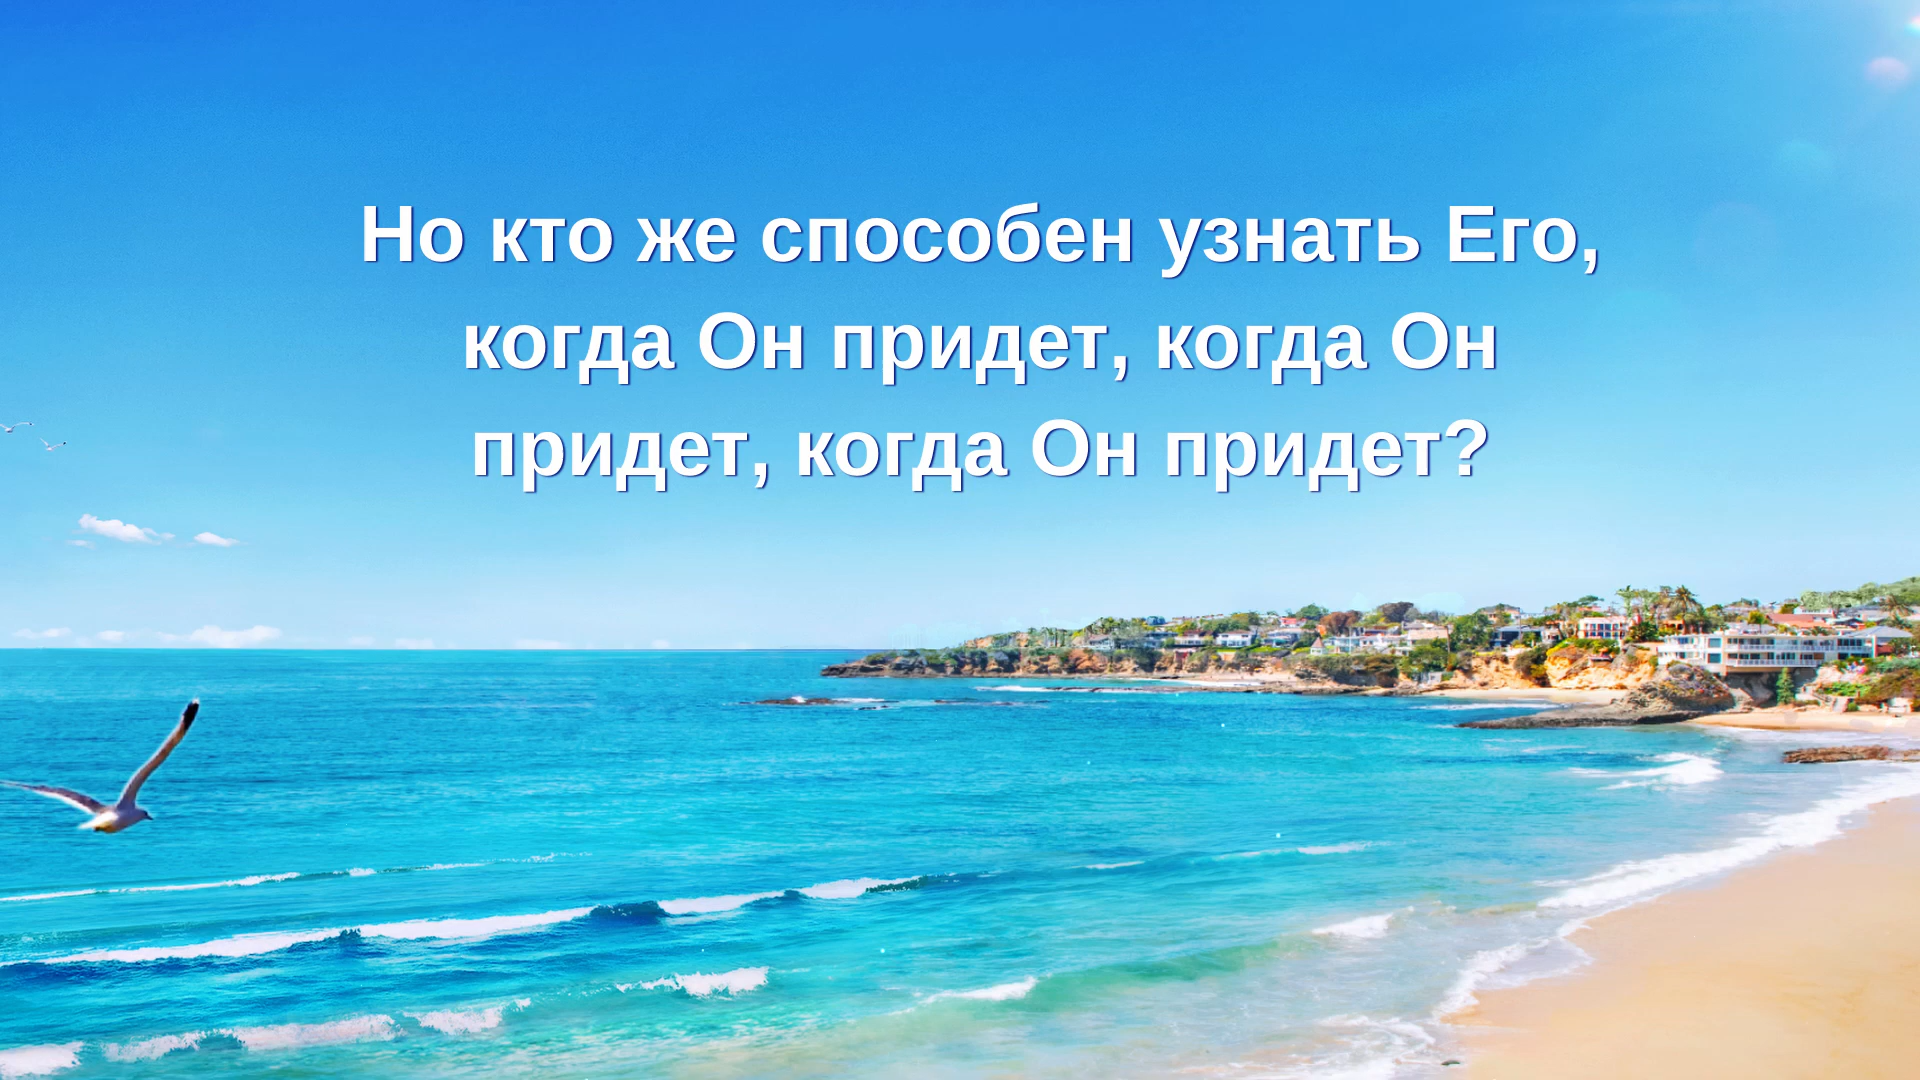 Но кто же способен узнать Его,
когда Он придет, когда Он
придет, когда Он придет?